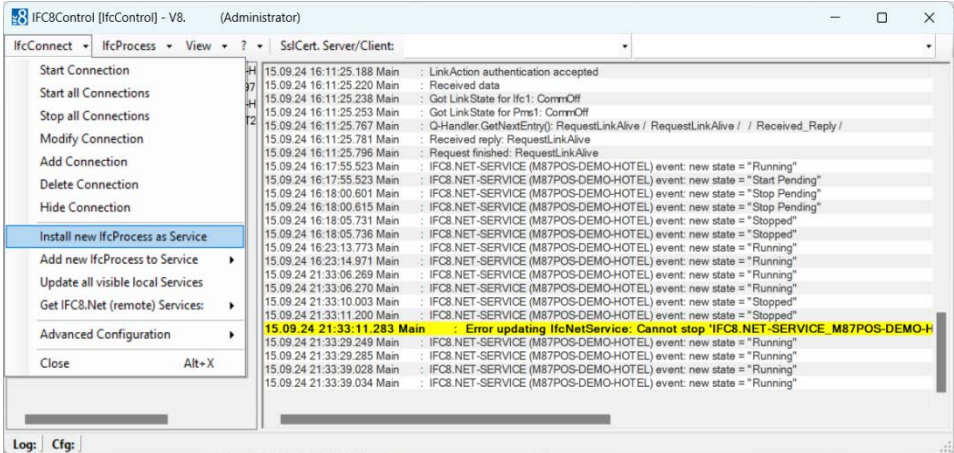 IFC8Control [IfcControl] - V8. (Administrator)
IfcConnect IfcProcess View ? SslCert. Server/Client:
Start Connection
Start all Connections
Stop all Connections
Modify Connection
Add Connection
Delete Connection
Hide Connection
Install new IfcProcess as Service
Add new IfcProcess to Service
Update all visible local Services
Get IFC8.Net (remote) Services:
Advanced Configuration
Close Alt+X
-H
97
-H
T2
15.09.24 16:11:25.188 Main : LinkAction authentication accepted
15.09.24 16:11:25.220 Main : Received data
15.09.24 16:11:25.238 Main : Got LinkState for Ifc1: CommOff
15.09.24 16:11:25.253 Main : Got LinkState for Pms1: CommOff
15.09.24 16:11:25.767 Main : Q-Handler.GetNextEntry(): RequestLinkAlive / RequestLinkAlive / / Received_Reply /
15.09.24 16:11:25.781 Main : Received reply: RequestLinkAlive
15.09.24 16:11:25.796 Main : Request finished: RequestLinkAlive
15.09.24 16:17:55.523 Main : IFC8.NET-SERVICE (M87POS-DEMO-HOTEL) event: new state = "Running"
15.09.24 16:17:55.523 Main : IFC8.NET-SERVICE (M87POS-DEMO-HOTEL) event: new state = "Start Pending"
15.09.24 16:18:00.601 Main : IFC8.NET-SERVICE (M87POS-DEMO-HOTEL) event: new state = "Stop Pending"
15.09.24 16:18:00.615 Main : IFC8.NET-SERVICE (M87POS-DEMO-HOTEL) event: new state = "Stop Pending"
15.09.24 16:18:05.731 Main : IFC8.NET-SERVICE (M87POS-DEMO-HOTEL) event: new state = "Stopped"
15.09.24 16:18:05.736 Main : IFC8.NET-SERVICE (M87POS-DEMO-HOTEL) event: new state = "Stopped"
15.09.24 16:23:13.773 Main : IFC8.NET-SERVICE (M87POS-DEMO-HOTEL) event: new state = "Running"
15.09.24 16:23:14.971 Main : IFC8.NET-SERVICE (M87POS-DEMO-HOTEL) event: new state = "Running"
15.09.24 21:33:06.269 Main : IFC8.NET-SERVICE (M87POS-DEMO-HOTEL) event: new state = "Running"
15.09.24 21:33:06.270 Main : IFC8.NET-SERVICE (M87POS-DEMO-HOTEL) event: new state = "Running"
15.09.24 21:33:10.003 Main : IFC8.NET-SERVICE (M87POS-DEMO-HOTEL) event: new state = "Stopped"
15.09.24 21:33:11.200 Main : IFC8.NET-SERVICE (M87POS-DEMO-HOTEL) event: new state = "Stopped"
15.09.24 21:33:11.283 Main : Error updating IfcNetService: Cannot stop 'IFC8.NET-SERVICE_M87POS-DEMO-H
15.09.24 21:33:29.249 Main : IFC8.NET-SERVICE (M87POS-DEMO-HOTEL) event: new state = "Running"
15.09.24 21:33:29.285 Main : IFC8.NET-SERVICE (M87POS-DEMO-HOTEL) event: new state = "Running"
15.09.24 21:33:39.028 Main : IFC8.NET-SERVICE (M87POS-DEMO-HOTEL) event: new state = "Running"
15.09.24 21:33:39.034 Main : IFC8.NET-SERVICE (M87POS-DEMO-HOTEL) event: new state = "Running"
Log: Cfg: